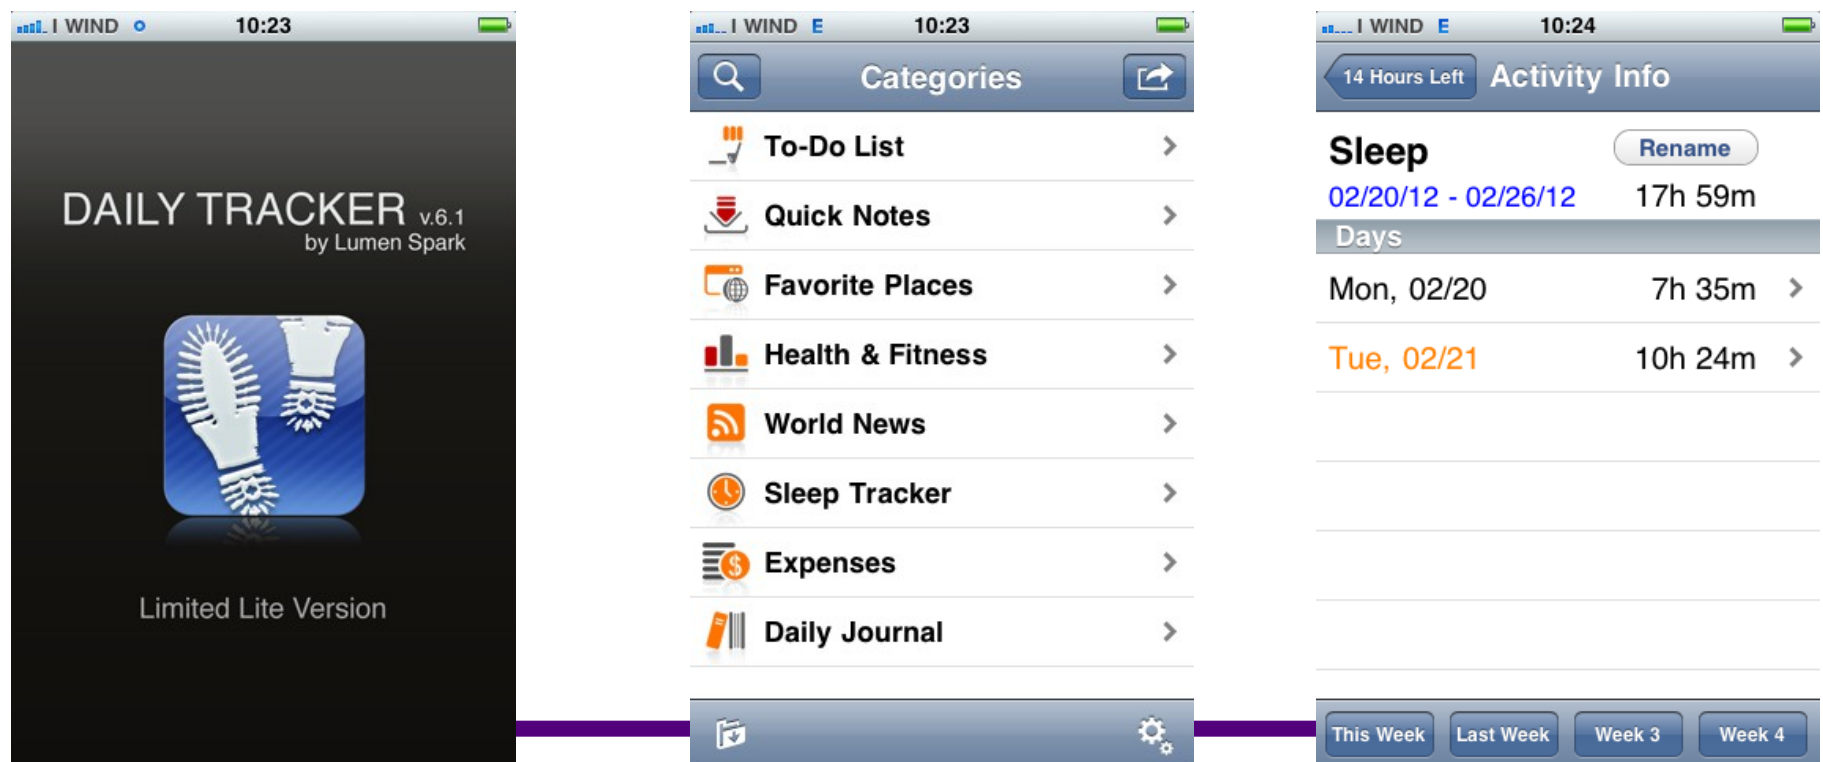 I WIND 10:23
DAILY TRACKER v.6.1
by Lumen Spark
Limited Lite Version
I WIND E 10:23
Categories
To-Do List
Quick Notes
Favorite Places
Health & Fitness
World News
Sleep Tracker
Expenses
Daily Journal
I WIND E 10:24
14 Hours Left Activity Info
Sleep Rename
02/20/12 - 02/26/12 17h 59m
Days
Mon, 02/20 7h 35m
Tue, 02/21 10h 24m
This Week Last Week Week 3 Week 4